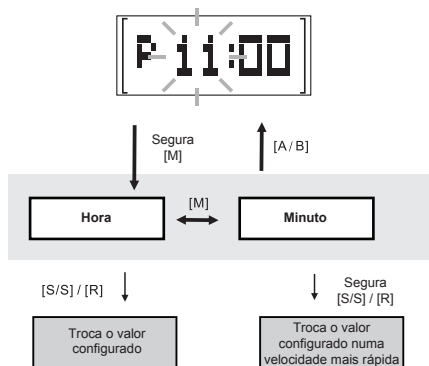 P 11:00
Segura
[M]
[A/B]
Hora
[M]
Minuto
[S/S] / [R]
Segura
[S/S] / [R]
Troca o valor
configurado
Troca o valor
configurado numa
velocidade mais rápida